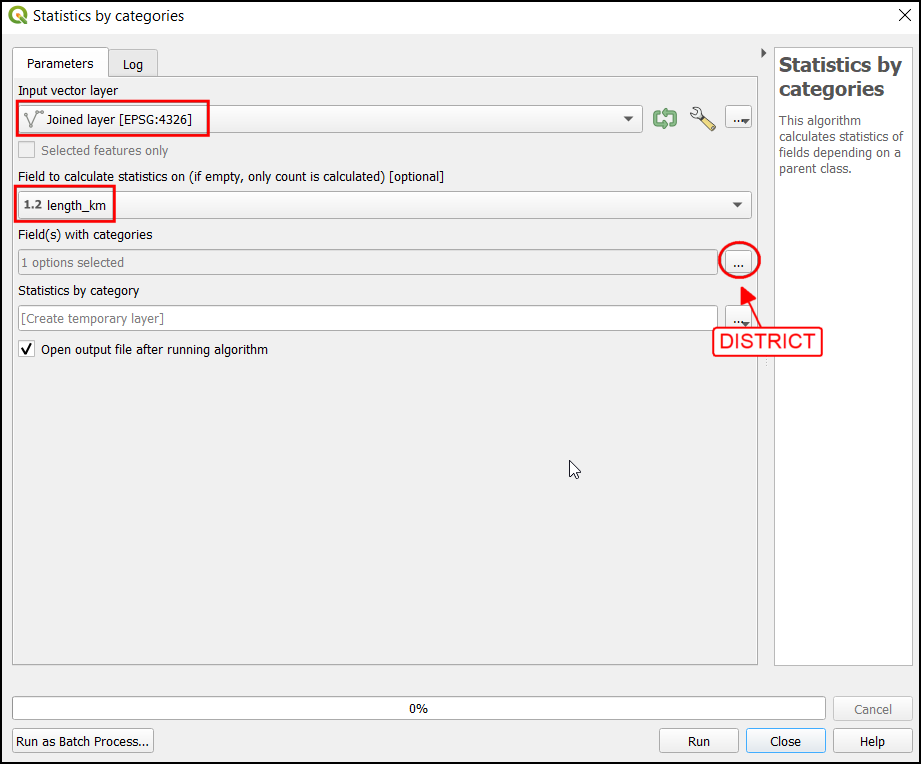 Statistics by categories
Parameters
Log
Input vector layer
Joined layer [EPSG:4326]
...
Selected features only
Field to calculate statistics on (if empty, only count is calculated) [optional]
1.2 length_km
Field(s) with categories
1 options selected
...
Statistics by category
[Create temporary layer]
...
DISTRICT
Open output file after running algorithm
Statistics by
categories
This algorithm
calculates statistics of
fields depending on a
parent class.
0%
Cancel
Run as Batch Process...
Run
Close
Help